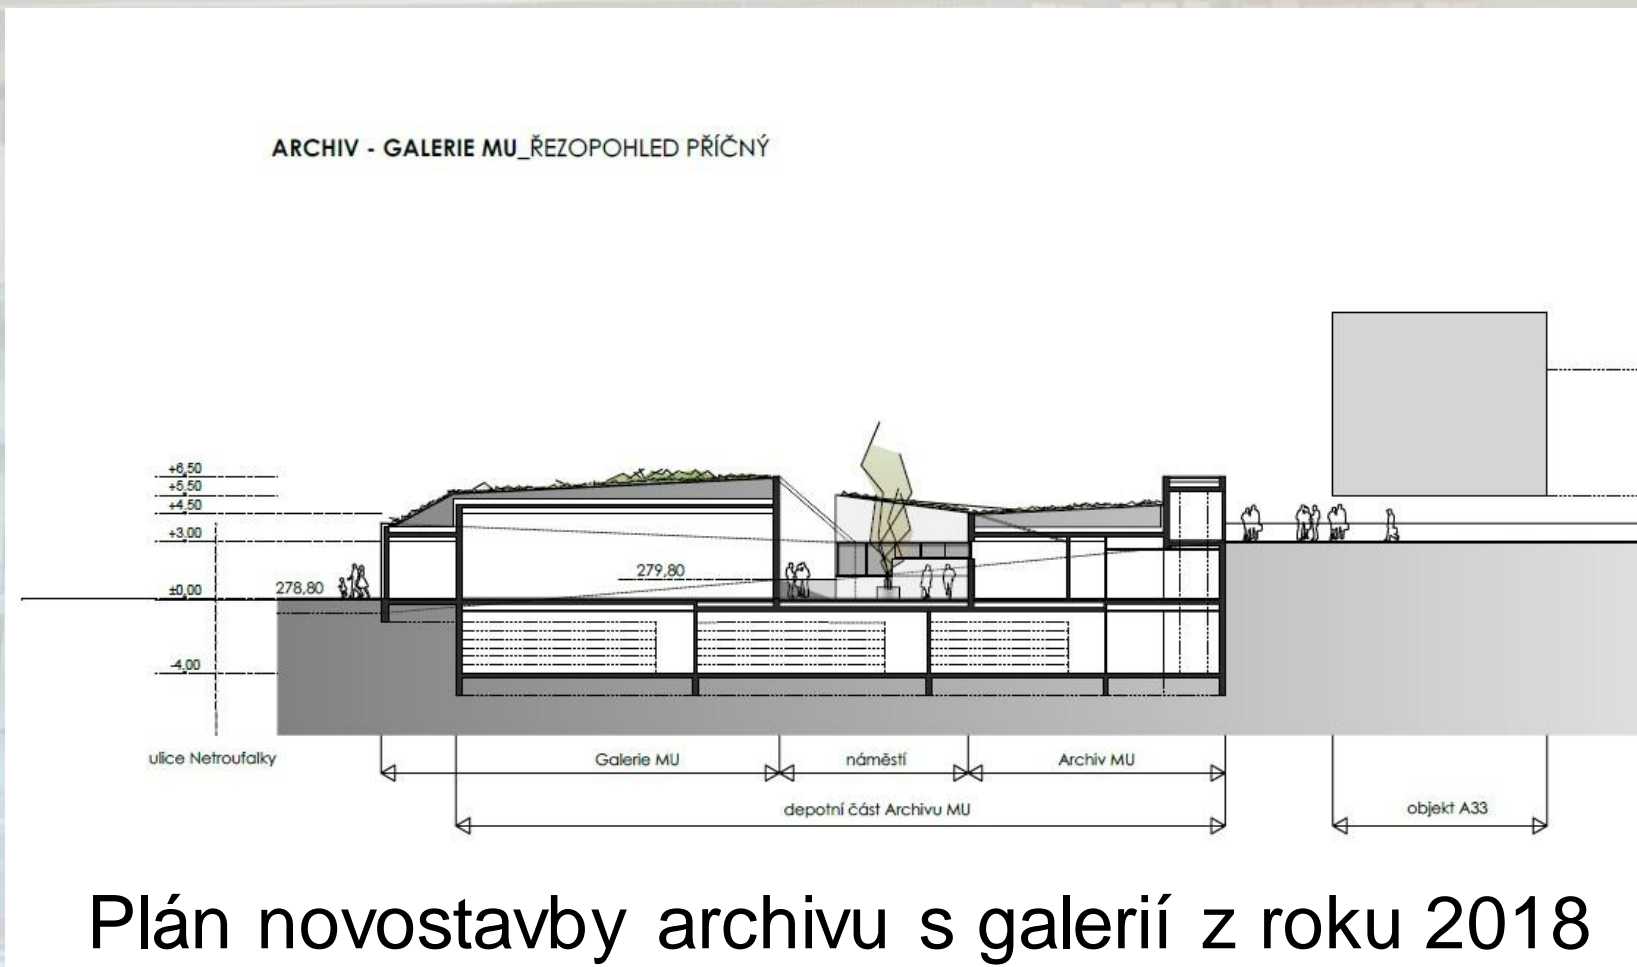 ARCHIV - GALERIE MU_ŘEZOPOHLED PŘÍČNÝ
+6,50
+5,50
+4,50
+3,00
279,80
±0,00
278,80
-4,00
ulice Netroufalky
Galerie MU
náměstí
Archiv MU
depotní část Archivu MU
objekt A33
Plán novostavby archivu s galerií z roku 2018